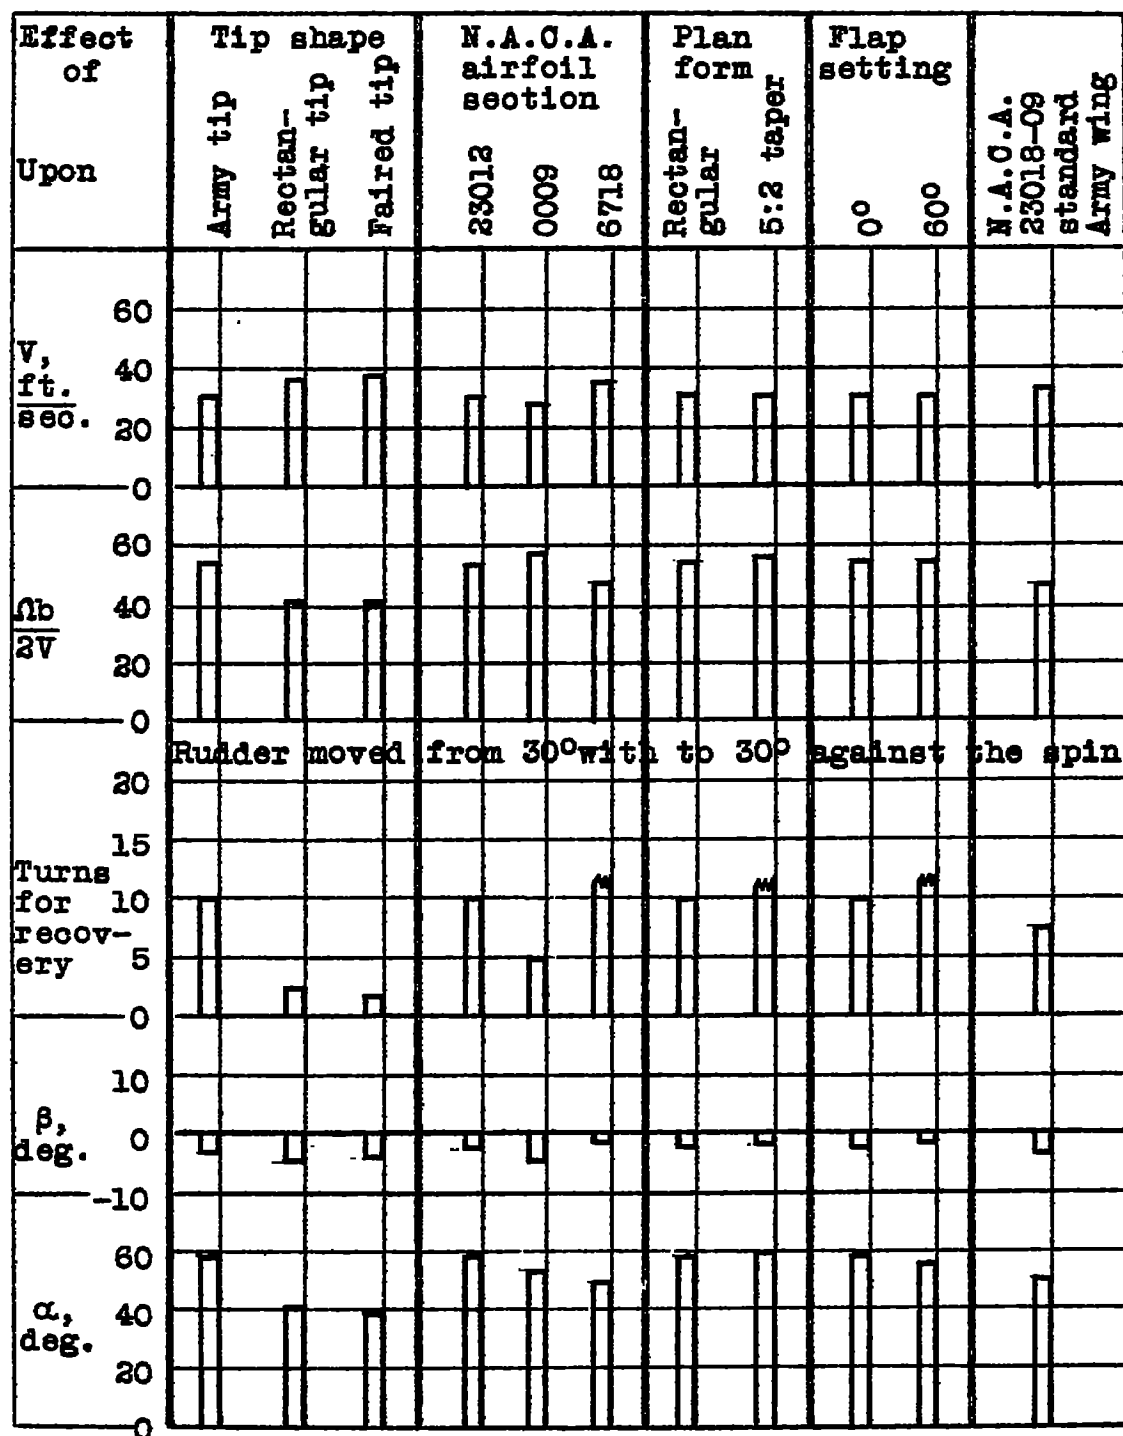 Effect
of
Upon
Tip shape
Army tip
Rectan-
gular tip
Faired tip
N.A.C.A.
airfoil
section
23012
0009
6718
Plan
form
Rectan-
gular
5:2 taper
Flap
setting
0°
60°
N.A.C.A.
23018-09
standard
Army wing
V,
ft.
sec.
60
40
20
0
Ωb
2V
60
40
20
0
Rudder moved from 30° with to 30° against the spin
Turns
for
recov-
ery
20
15
10
5
0
β,
deg.
10
0
-10
α,
deg.
60
40
20
0